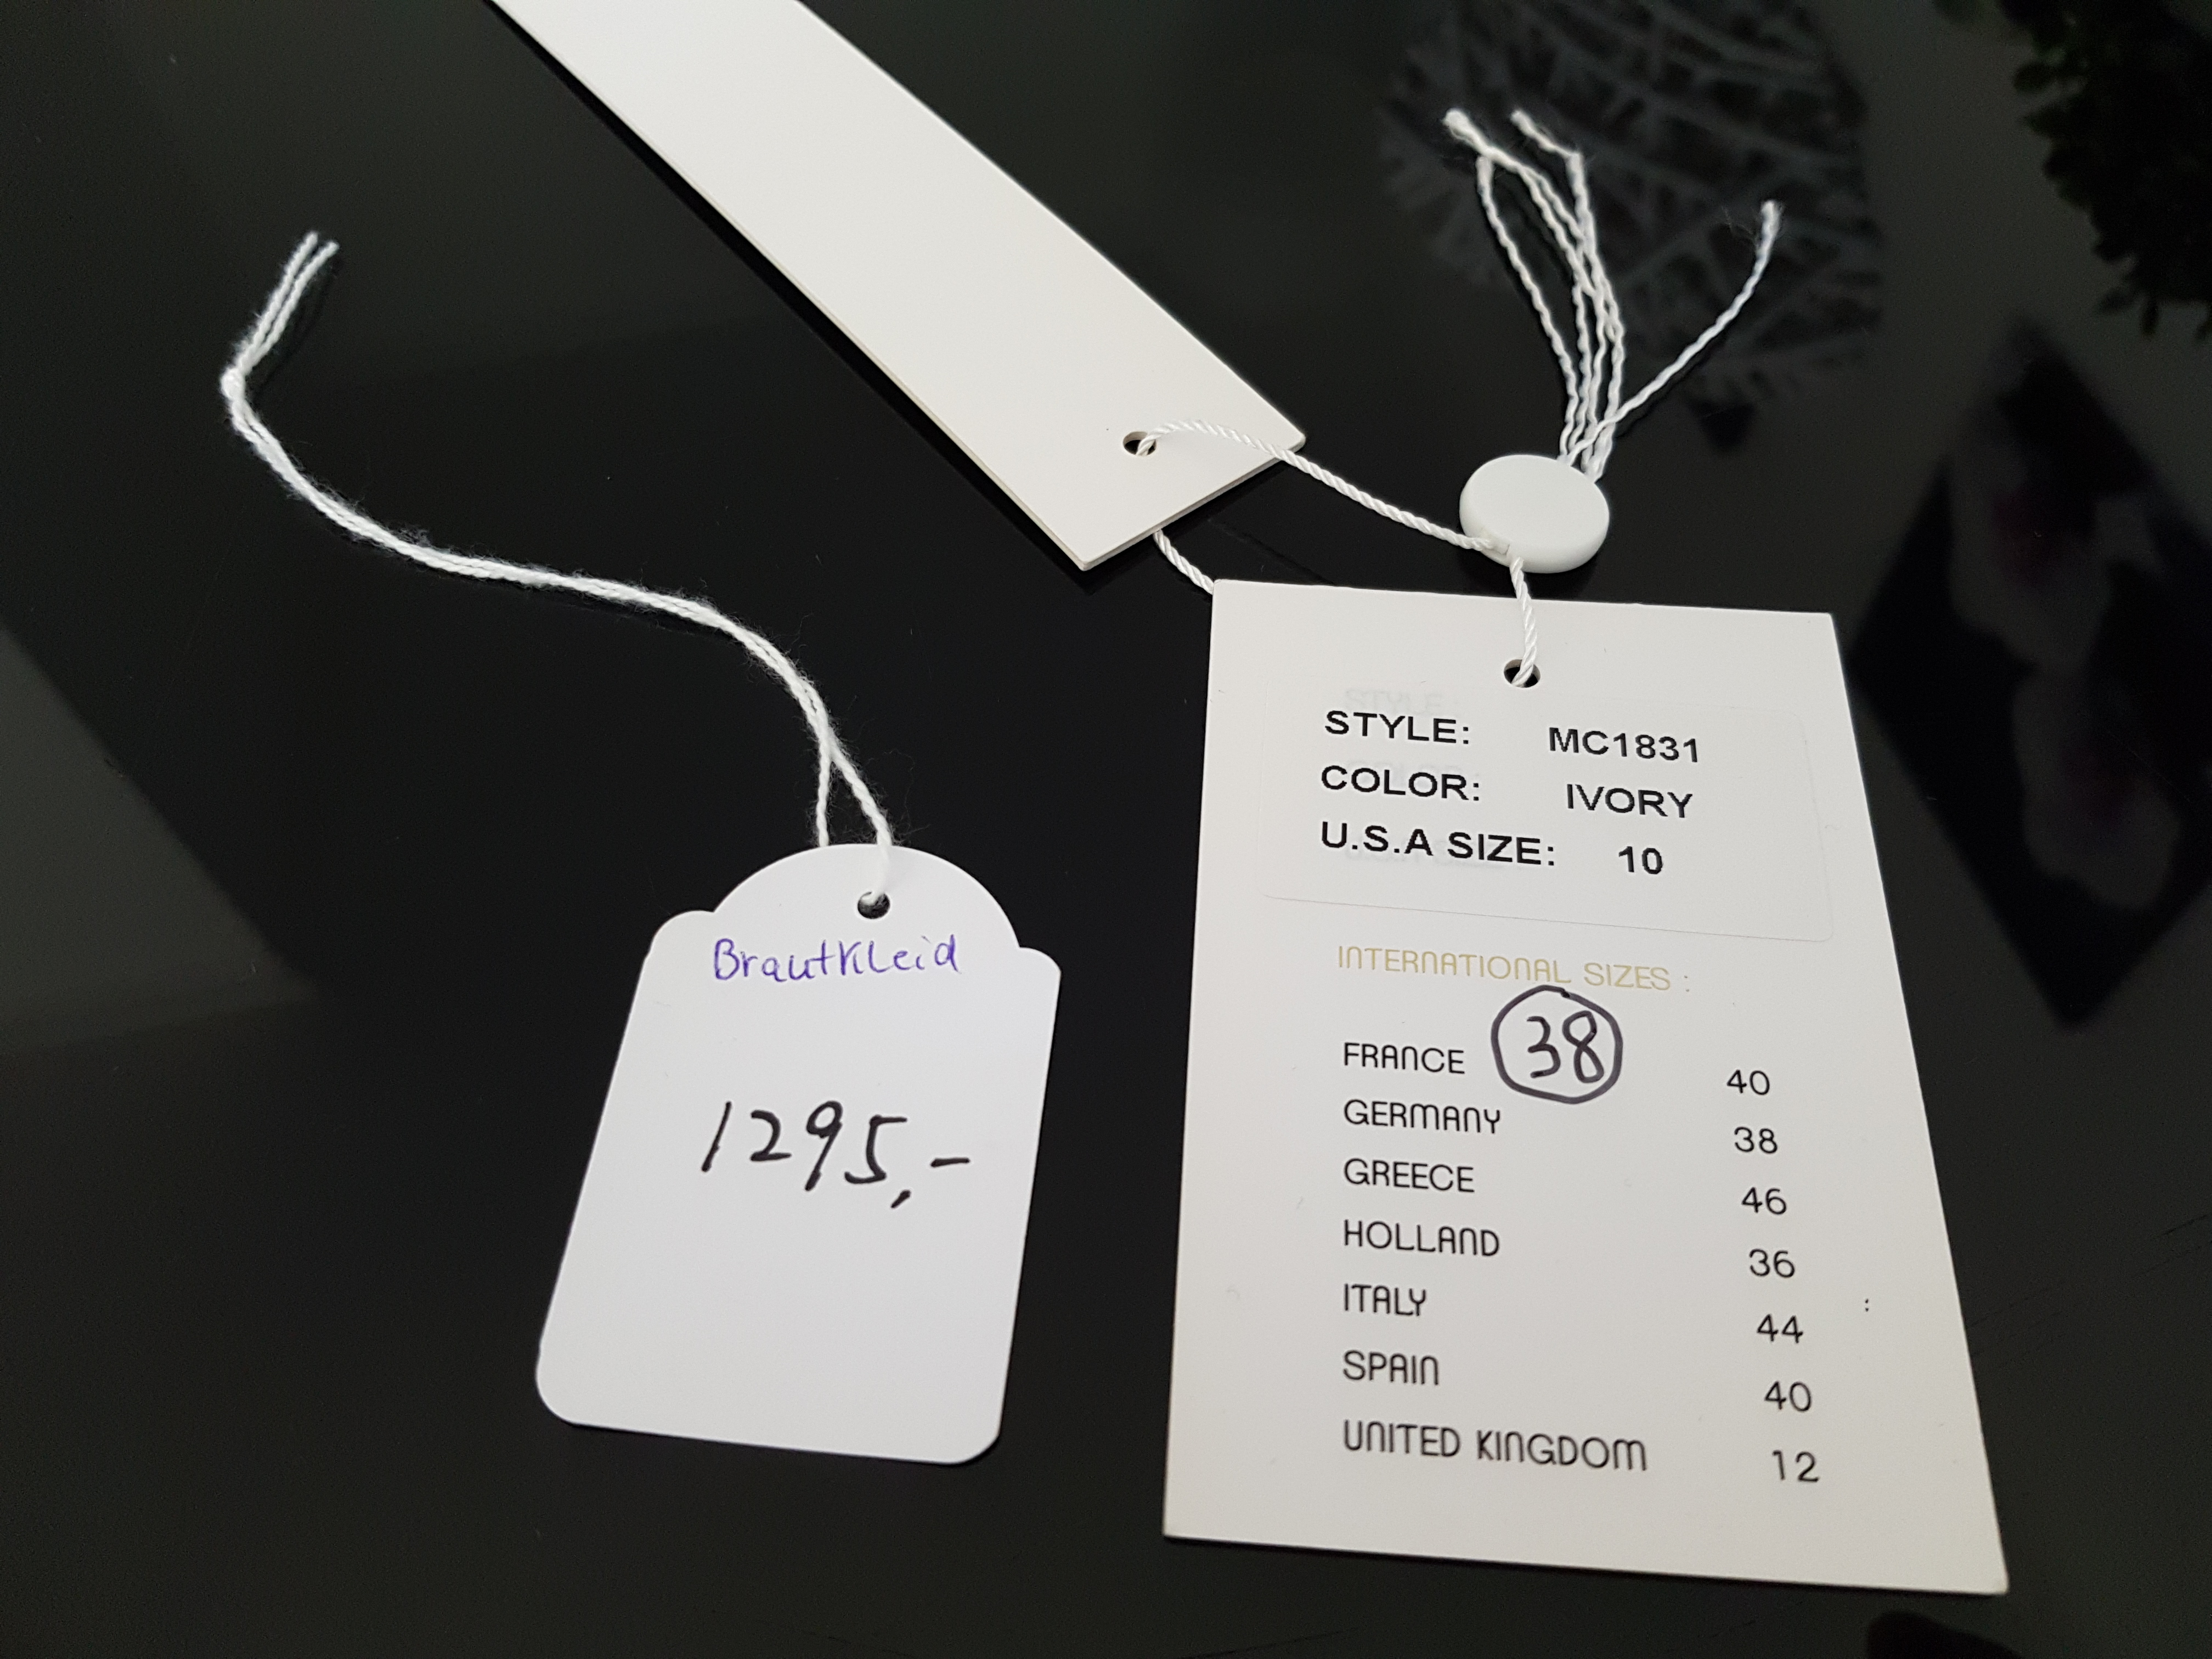 Brautkleid
1295,-
STYLE: MC1831
COLOR: IVORY
U.S.A SIZE: 10
INTERNATIONAL SIZES :
38
FRANCE 40
GERMANY 38
GREECE 46
HOLLAND 36
ITALY 44
SPAIN 40
UNITED KINGDOM 12